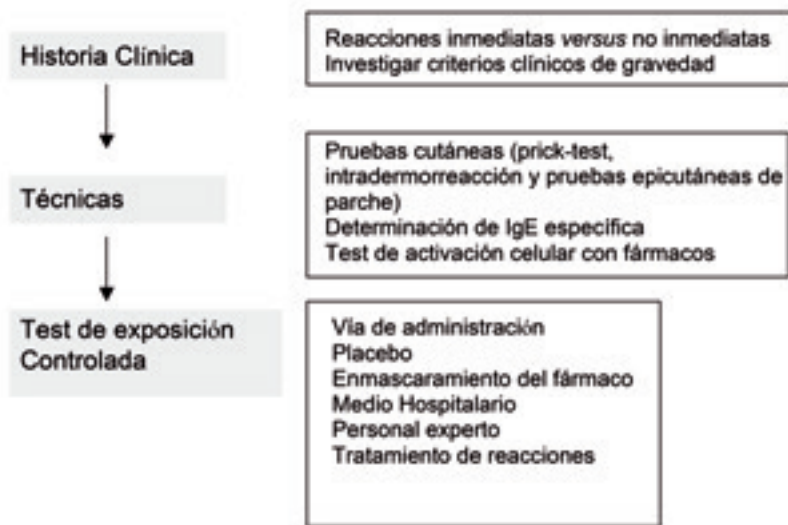 Historia Clínica
Reacciones inmediatas versus no inmediatas
Investigar criterios clínicos de gravedad
Técnicas
Pruebas cutáneas (prick-test,
intradermorreacción y pruebas epicutáneas de
parche)
Determinación de IgE específica
Test de activación celular con fármacos
Test de exposición
Controlada
Vía de administración
Placebo
Enmascaramiento del fármaco
Medio Hospitalario
Personal experto
Tratamiento de reacciones